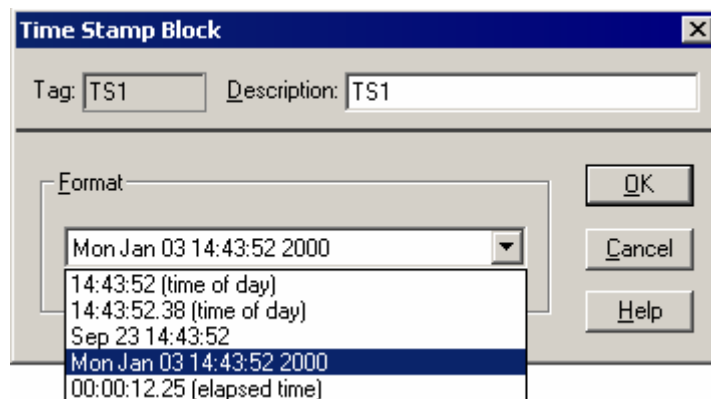 Time Stamp Block
Tag: TS1 Description: TS1
Format
OK
Mon Jan 03 14:43:52 2000
Cancel
14:43:52 (time of day)
14:43:52.38 (time of day)
Help
Sep 23 14:43:52
Mon Jan 03 14:43:52 2000
00:00:12.25 (elapsed time)